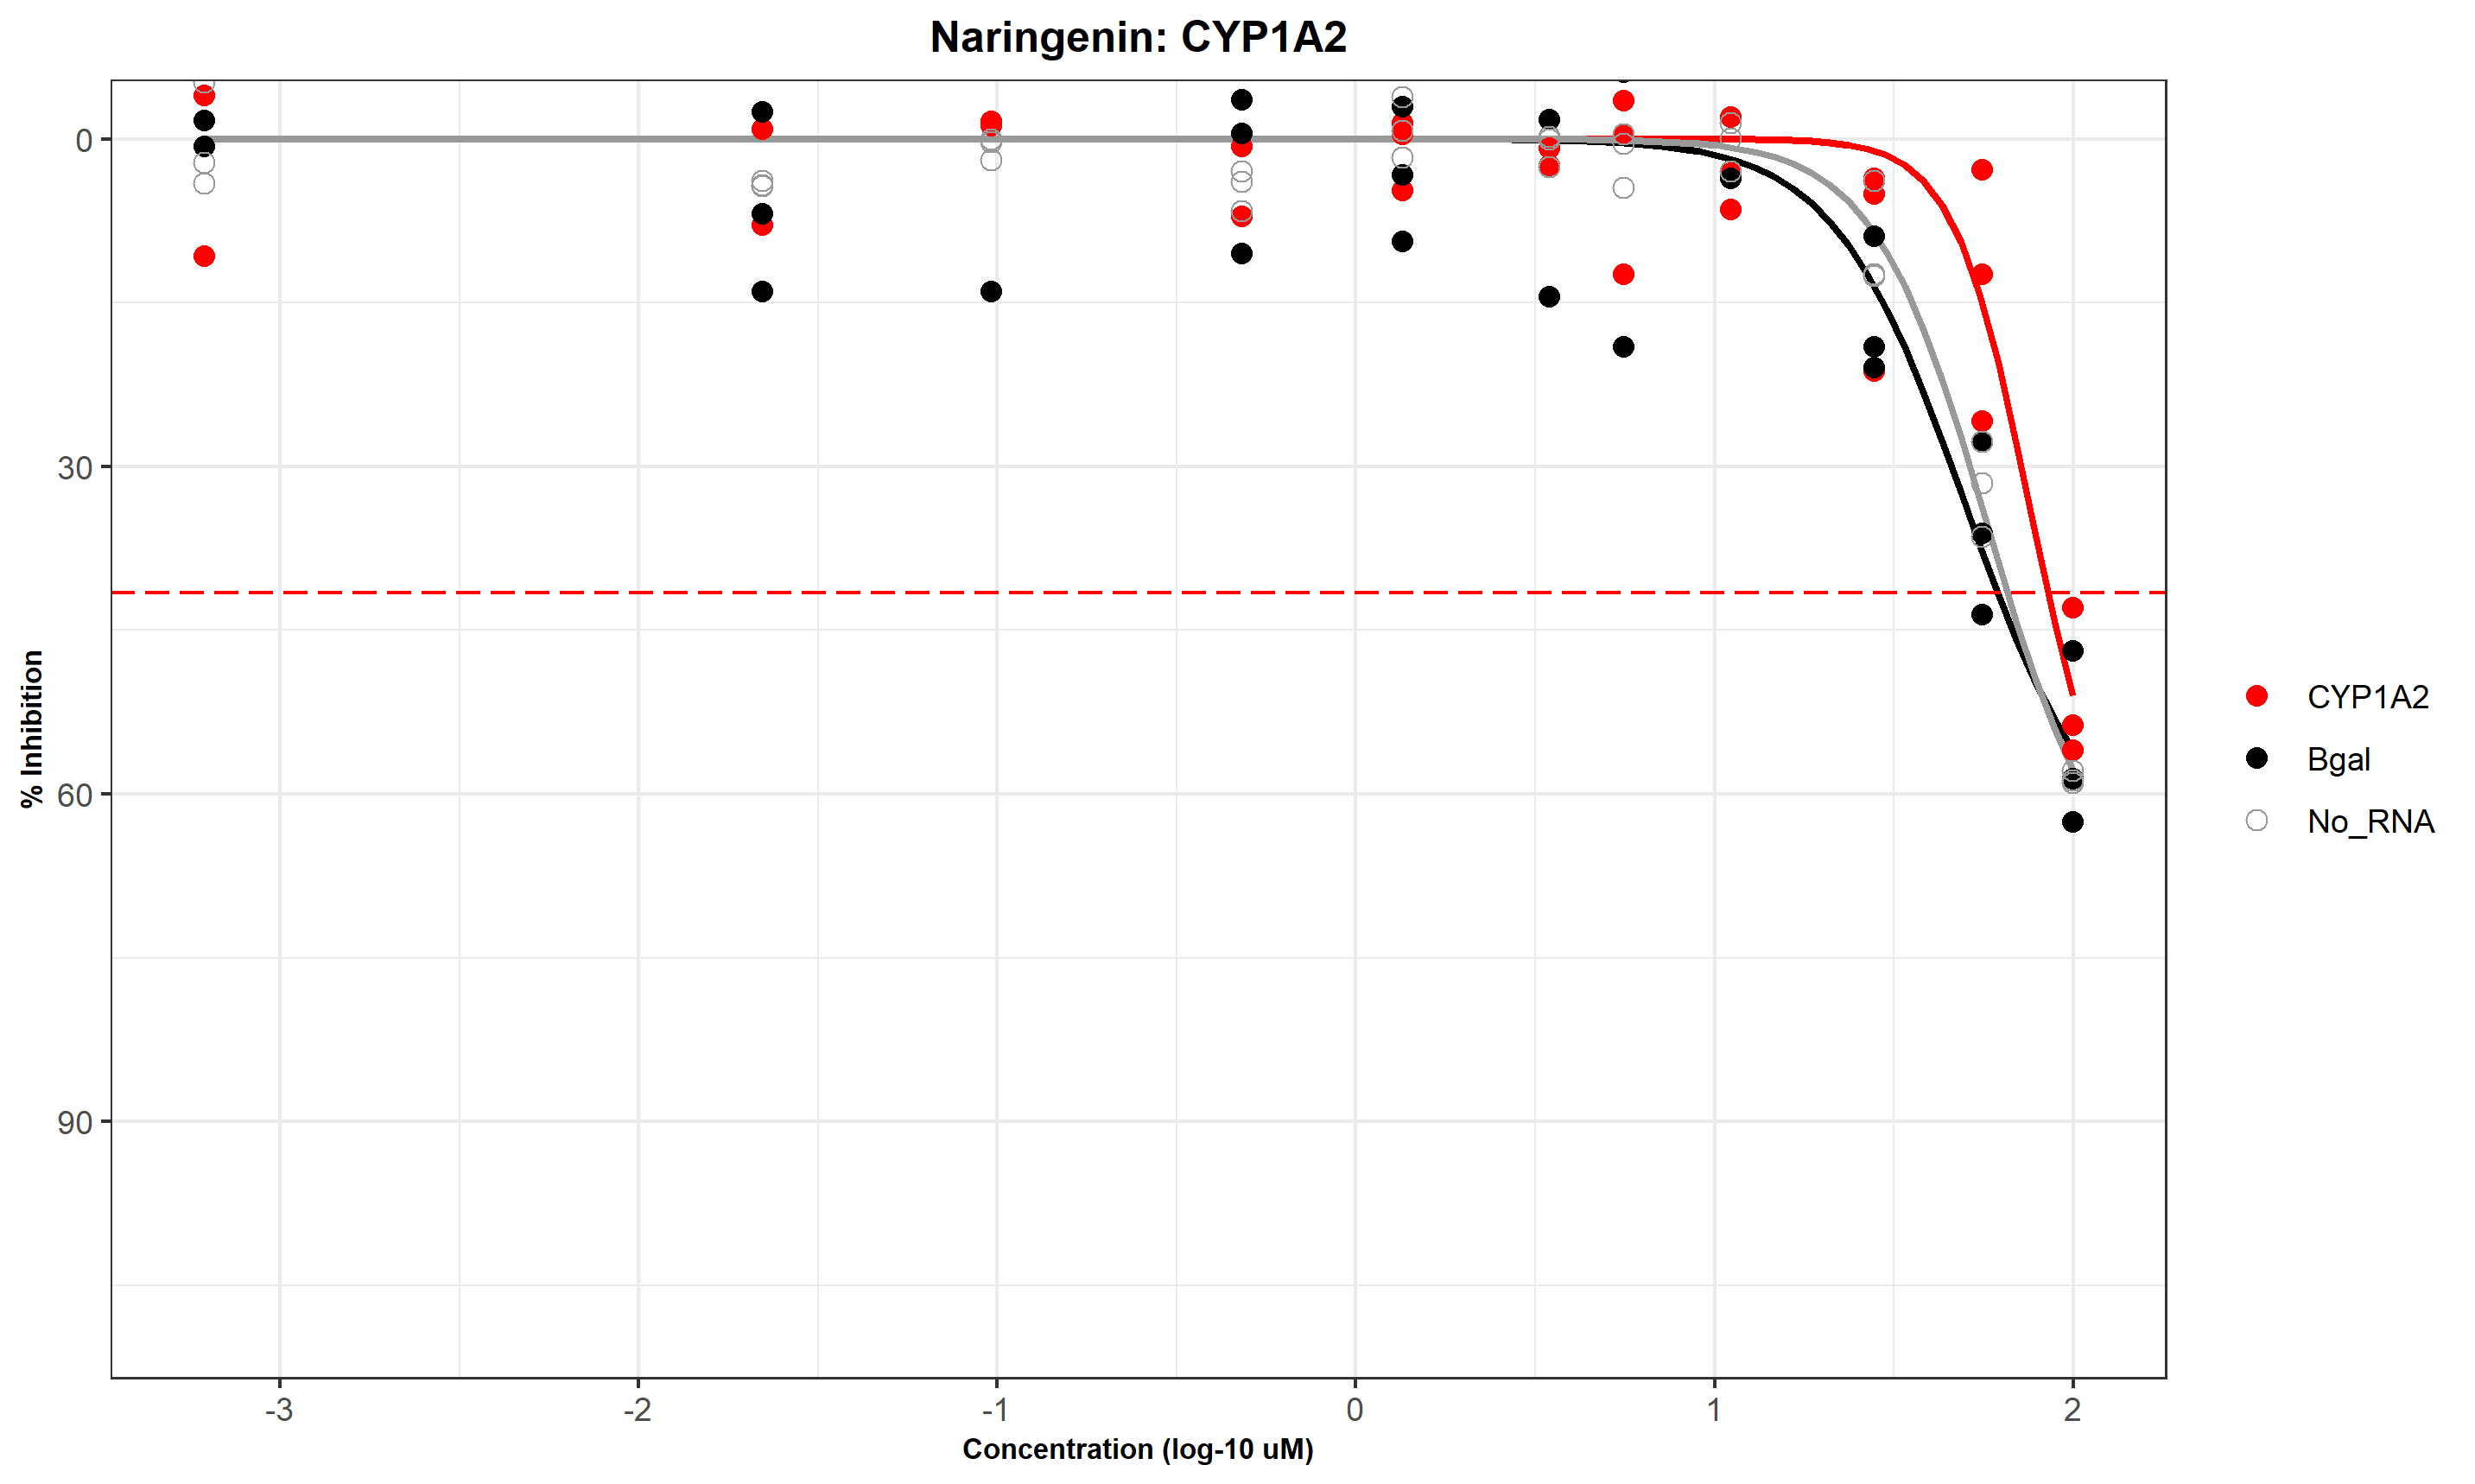 Naringenin: CYP1A2
0
30
60
90
% Inhibition
-3
-2
-1
0
1
2
Concentration (log-10 uM)
CYP1A2
Bgal
No_RNA